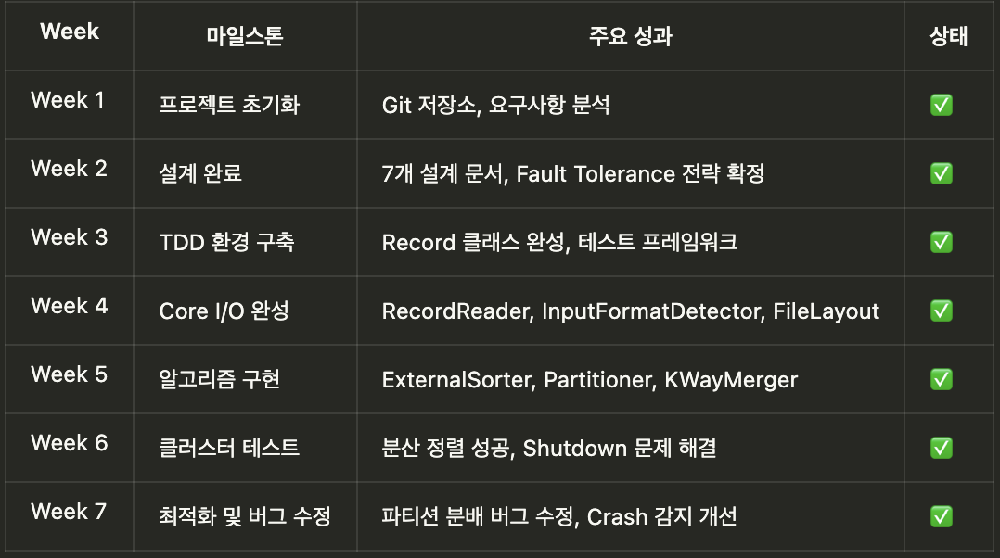 Week 마일스톤 주요 성과 상태
Week 1 프로젝트 초기화 Git 저장소, 요구사항 분석 ✅
Week 2 설계 완료 7개 설계 문서, Fault Tolerance 전략 확정 ✅
Week 3 TDD 환경 구축 Record 클래스 완성, 테스트 프레임워크 ✅
Week 4 Core I/O 완성 RecordReader, InputFormatDetector, FileLayout ✅
Week 5 알고리즘 구현 ExternalSorter, Partitioner, KWayMerger ✅
Week 6 클러스터 테스트 분산 정렬 성공, Shutdown 문제 해결 ✅
Week 7 최적화 및 버그 수정 파티션 분배 버그 수정, Crash 감지 개선 ✅